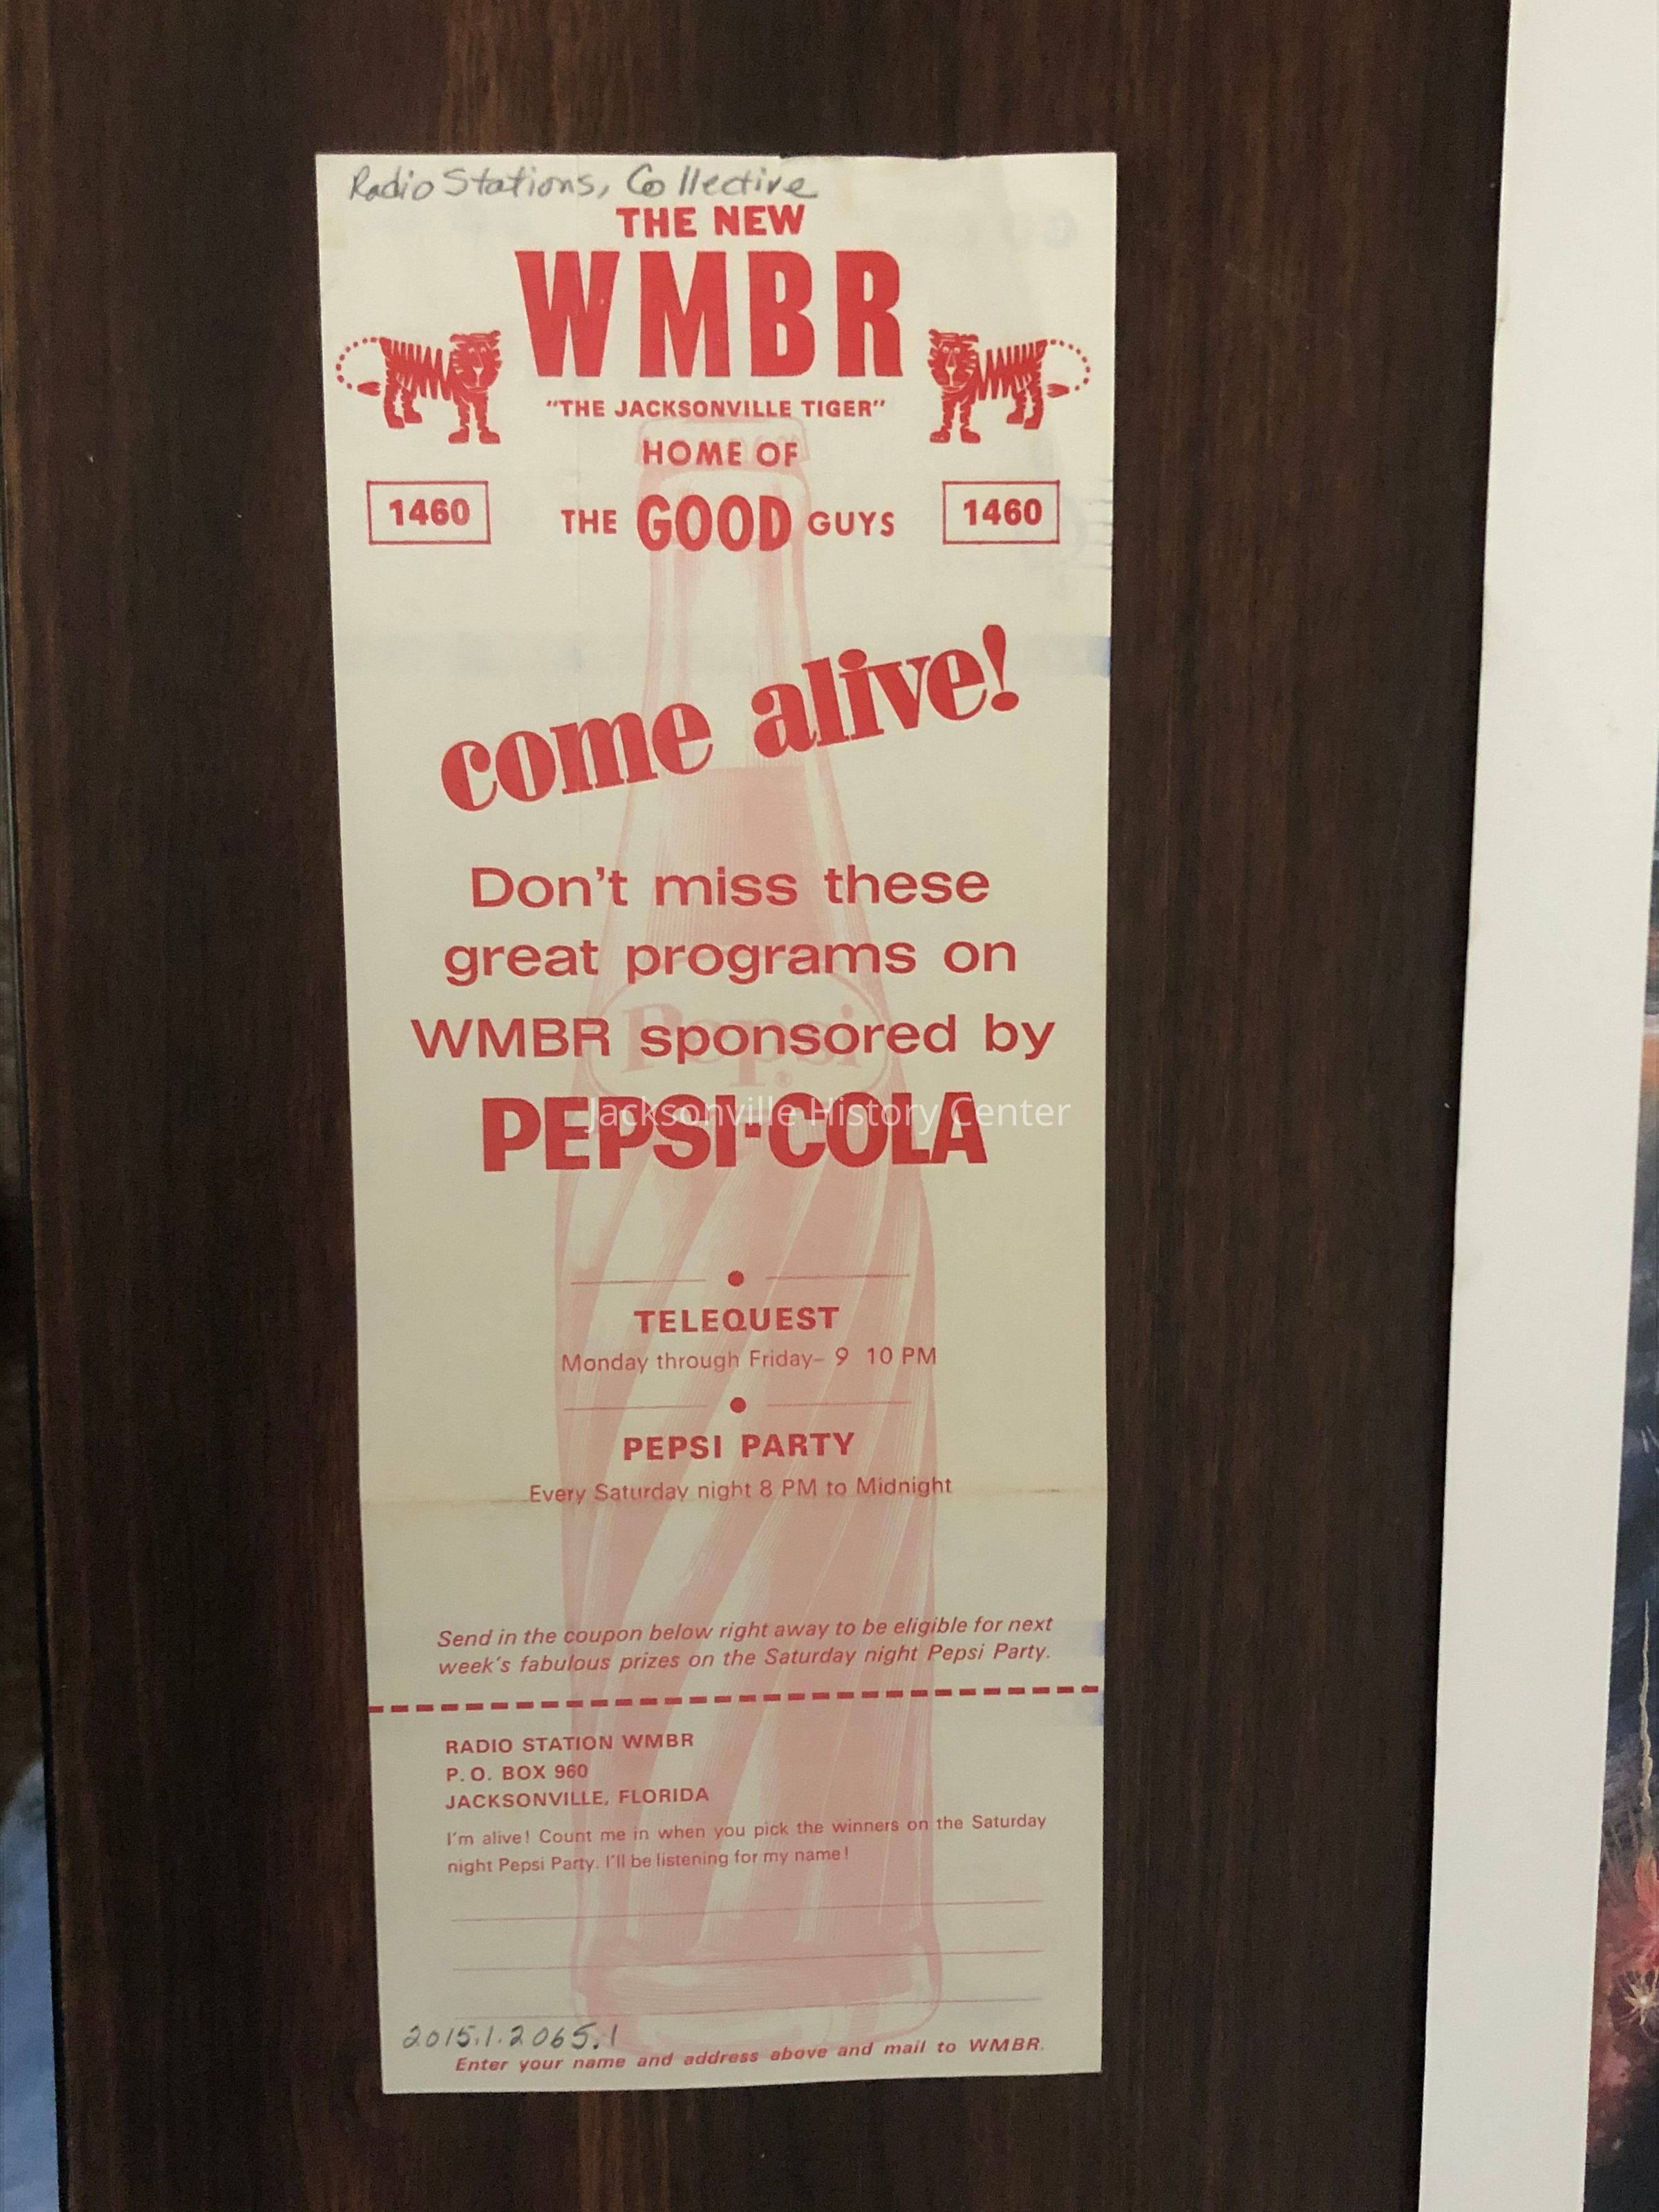 Radio Stations, Collective
THE NEW
WMBR
"THE JACKSONVILLE TIGER"
HOME OF
1460 THE GOOD GUYS 1460
come alive!
Don't miss these
great programs on
Pepsi
®
WMBR sponsored by
PEPSI-COLA
Jacksonville History Center
TELEQUEST
Monday through Friday– 9 10 PM
PEPSI PARTY
Every Saturday night 8 PM to Midnight
Send in the coupon below right away to be eligible for next
week's fabulous prizes on the Saturday night Pepsi Party.
RADIO STATION WMBR
P. O. BOX 960
JACKSONVILLE, FLORIDA
I'm alive! Count me in when you pick the winners on the Saturday
night Pepsi Party. I'll be listening for my name!
2015.1.2065.1
Enter your name and address above and mail to WMBR.